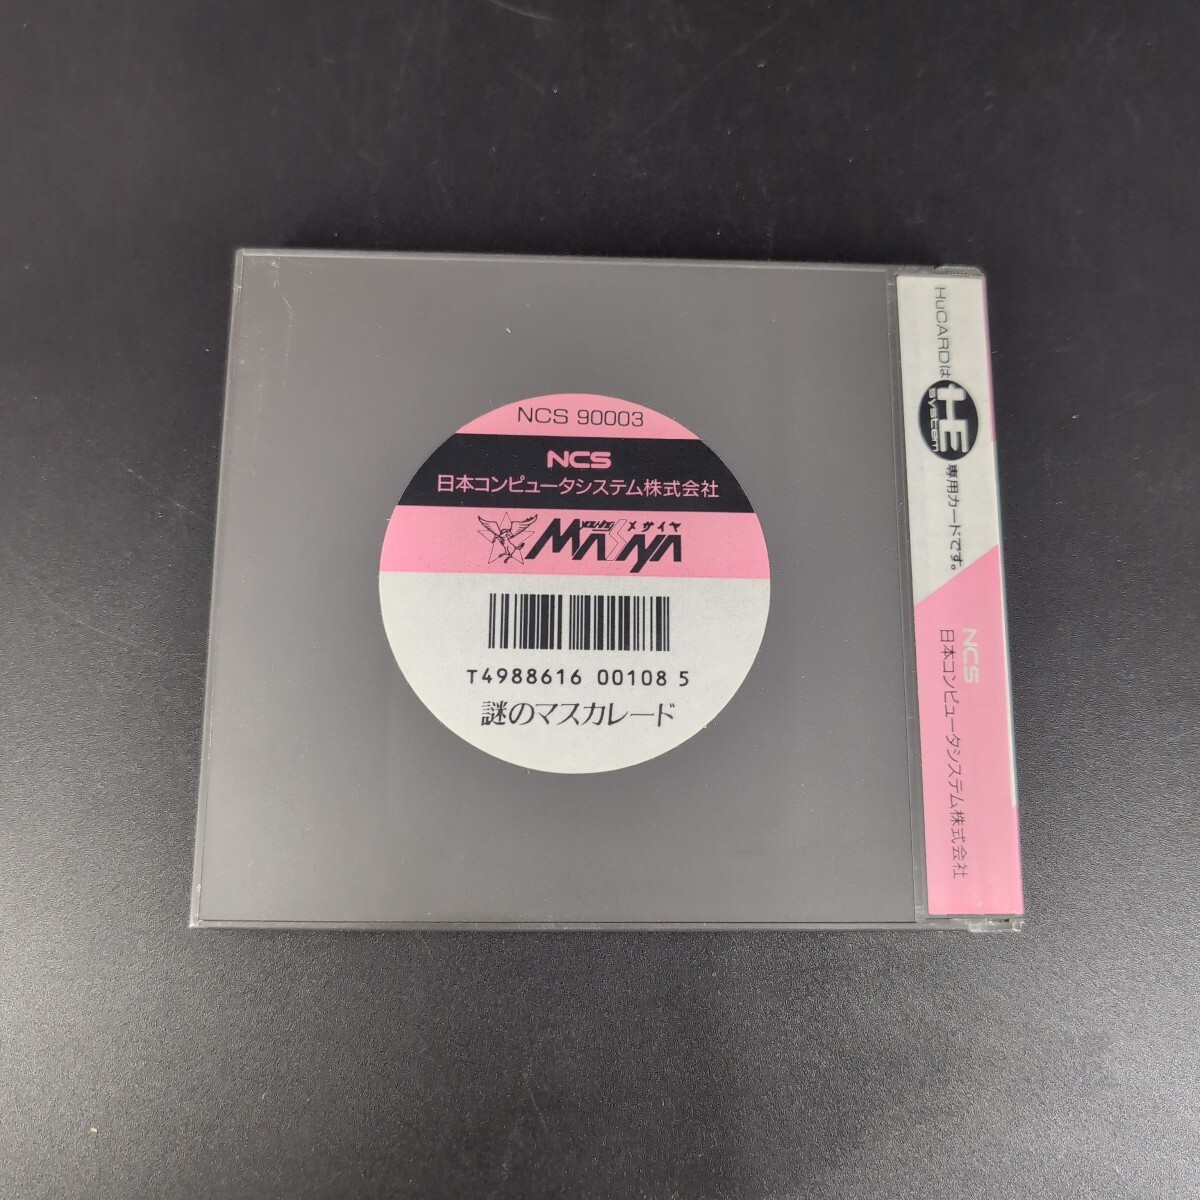 NCS 90003
NCS
日本コンピュータシステム株式会社
メサイヤ
MASAYA
T4988616 00108 5
謎のマスカレード
HuCARDは HE system 専用カードです。
NCS
日本コンピュータシステム株式会社